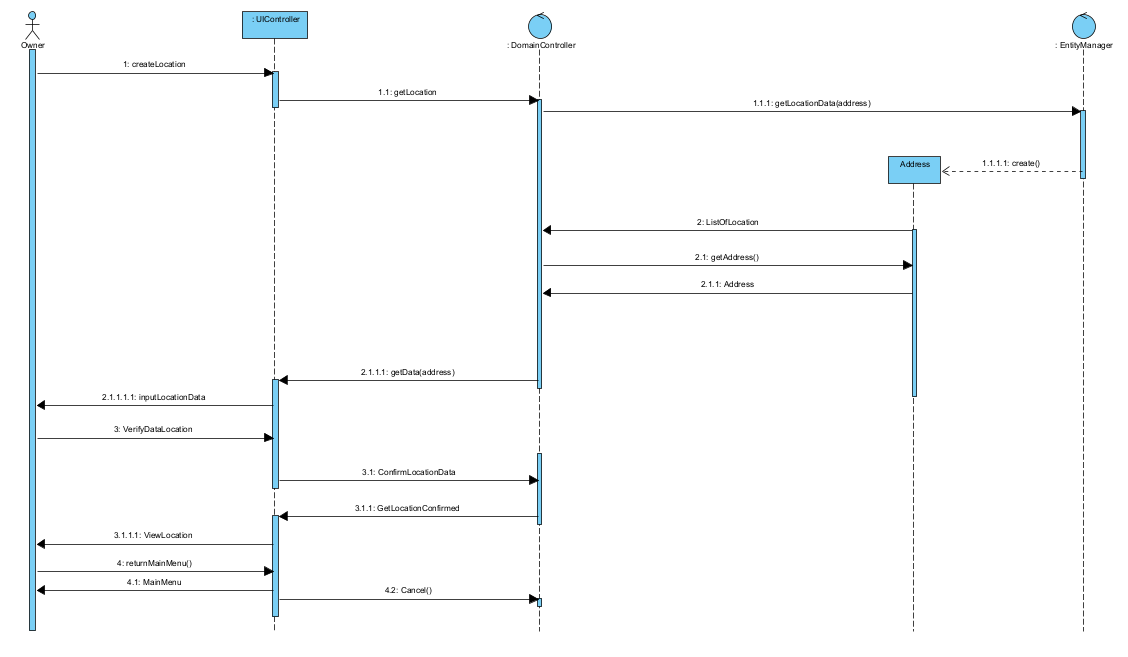 Owner
: UIController
: DomainController
: EntityManager
1: createLocation
1.1: getLocation
1.1.1: getLocationData(address)
Address
1.1.1.1: create()
2: ListOfLocation
2.1: getAddress()
2.1.1: Address
2.1.1.1: getData(address)
2.1.1.1.1: inputLocationData
3: VerifyDataLocation
3.1: ConfirmLocationData
3.1.1: GetLocationConfirmed
3.1.1.1: ViewLocation
4: returnMainMenu()
4.1: MainMenu
4.2: Cancel()